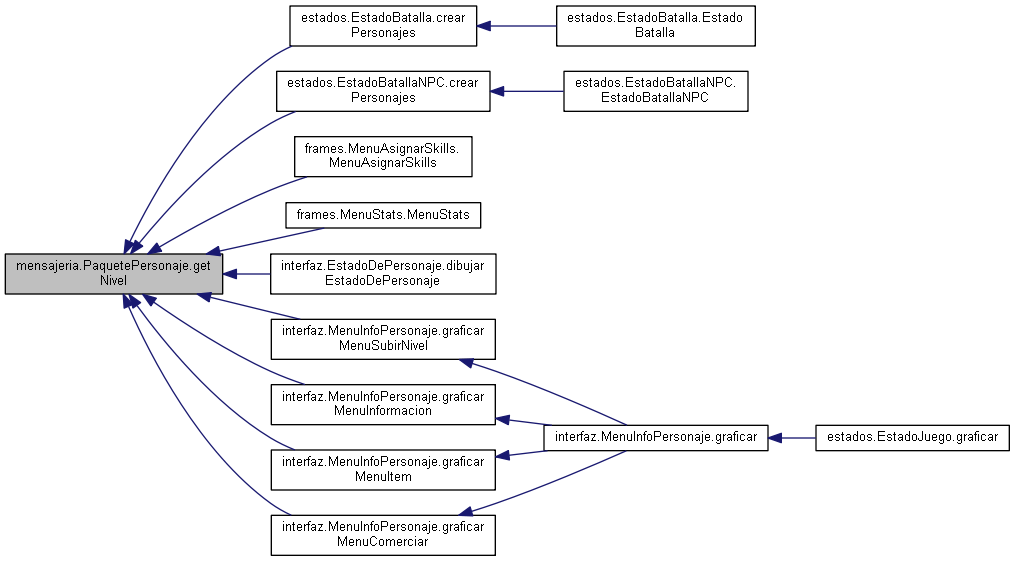 estados.EstadoBatalla.crear
Personajes
estados.EstadoBatalla.Estado
Batalla
estados.EstadoBatallaNPC.crear
Personajes
estados.EstadoBatallaNPC.
EstadoBatallaNPC
frames.MenuAsignarSkills.
MenuAsignarSkills
frames.MenuStats.MenuStats
mensajeria.PaquetePersonaje.get
Nivel
interfaz.EstadoDePersonaje.dibujar
EstadoDePersonaje
interfaz.MenuInfoPersonaje.graficar
MenuSubirNivel
interfaz.MenuInfoPersonaje.graficar
MenuInformacion
interfaz.MenuInfoPersonaje.graficar
estados.EstadoJuego.graficar
interfaz.MenuInfoPersonaje.graficar
MenuItem
interfaz.MenuInfoPersonaje.graficar
MenuComerciar